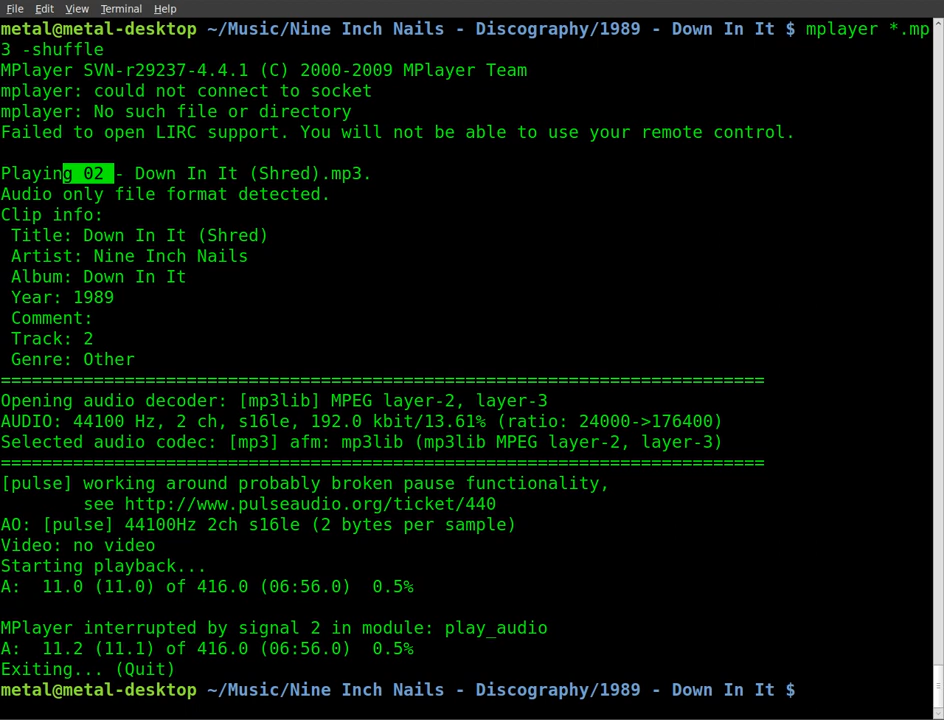 File Edit View Terminal Help
metal@metal-desktop ~/Music/Nine Inch Nails - Discography/1989 - Down In It $ mplayer *.mp
3 -shuffle
MPlayer SVN-r29237-4.4.1 (C) 2000-2009 MPlayer Team
mplayer: could not connect to socket
mplayer: No such file or directory
Failed to open LIRC support. You will not be able to use your remote control.
Playing 02 - Down In It (Shred).mp3.
Audio only file format detected.
Clip info:
 Title: Down In It (Shred)
 Artist: Nine Inch Nails
 Album: Down In It
 Year: 1989
 Comment:
 Track: 2
 Genre: Other
==========================================================================
Opening audio decoder: [mp3lib] MPEG layer-2, layer-3
AUDIO: 44100 Hz, 2 ch, s16le, 192.0 kbit/13.61% (ratio: 24000->176400)
Selected audio codec: [mp3] afm: mp3lib (mp3lib MPEG layer-2, layer-3)
==========================================================================
[pulse] working around probably broken pause functionality,
        see http://www.pulseaudio.org/ticket/440
AO: [pulse] 44100Hz 2ch s16le (2 bytes per sample)
Video: no video
Starting playback...
A:  11.0 (11.0) of 416.0 (06:56.0)  0.5%
MPlayer interrupted by signal 2 in module: play_audio
A:  11.2 (11.1) of 416.0 (06:56.0)  0.5%
Exiting... (Quit)
metal@metal-desktop ~/Music/Nine Inch Nails - Discography/1989 - Down In It $